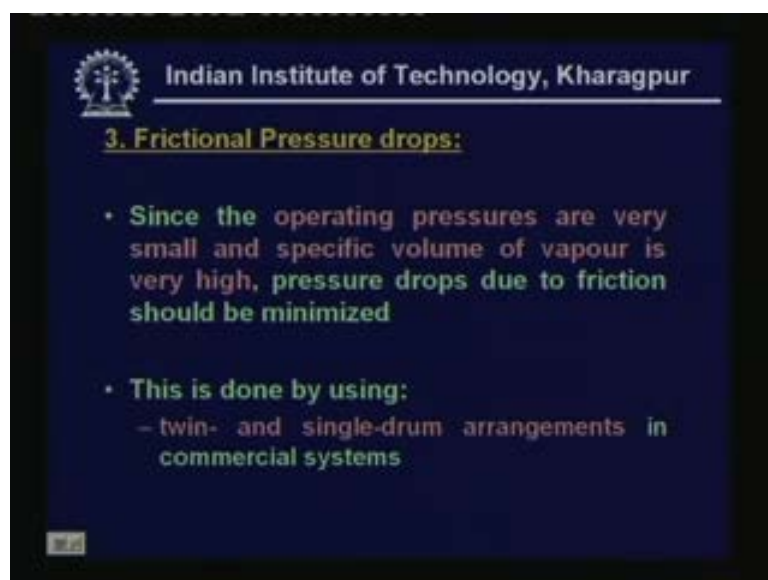 Indian Institute of Technology, Kharagpur
3. Frictional Pressure drops:
• Since the operating pressures are very
small and specific volume of vapour is
very high, pressure drops due to friction
should be minimized
• This is done by using:
– twin- and single-drum arrangements in
commercial systems